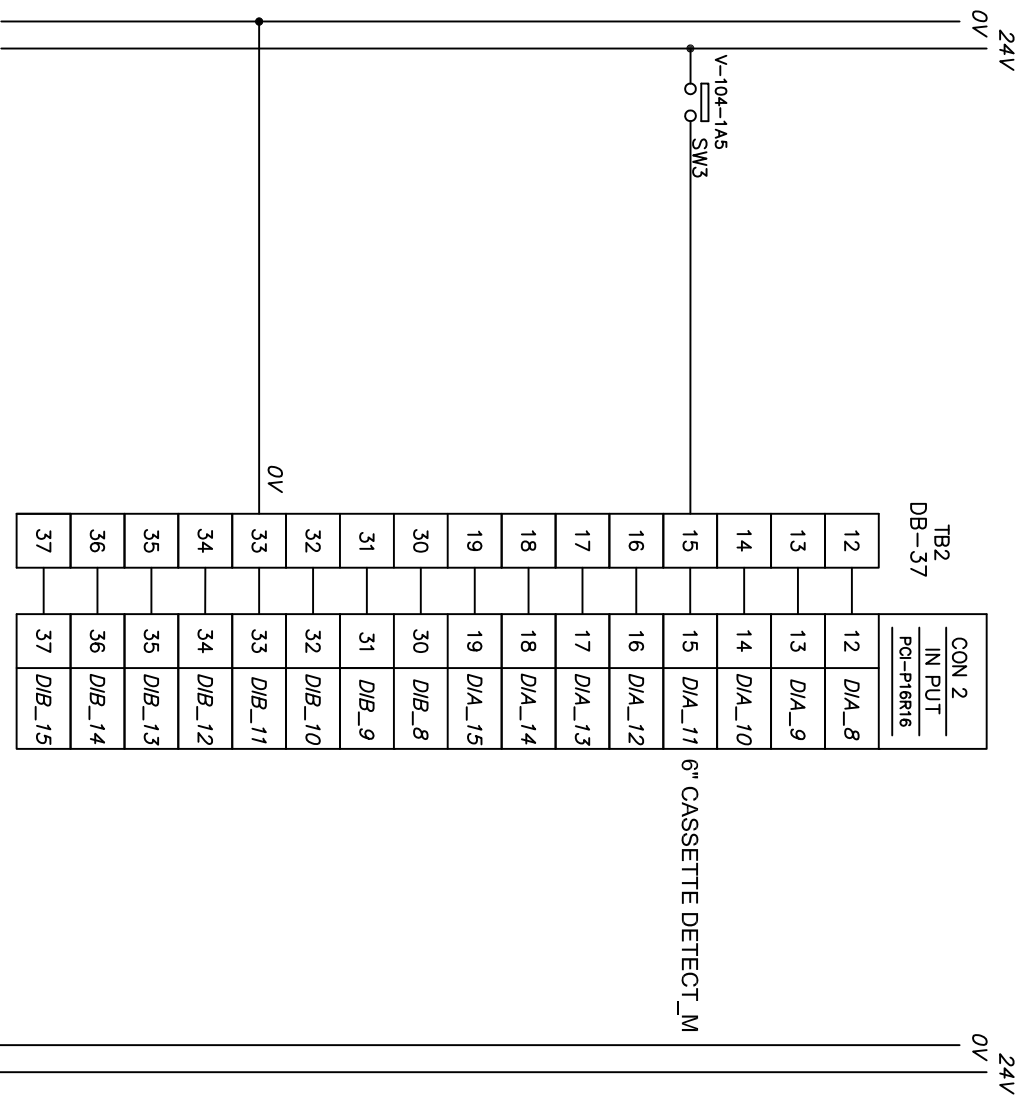 0V
24V
V-104-1A5
SW3
0V
TB2
DB-37
CON 2
IN PUT
PCI-P16R16
12 12 DIA_8
13 13 DIA_9
14 14 DIA_10
15 15 DIA_11 6" CASSETTE DETECT_M
16 16 DIA_12
17 17 DIA_13
18 18 DIA_14
19 19 DIA_15
30 30 DIB_8
31 31 DIB_9
32 32 DIB_10
33 33 DIB_11
34 34 DIB_12
35 35 DIB_13
36 36 DIB_14
37 37 DIB_15
0V
24V